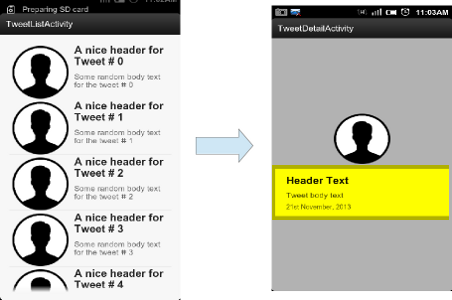 Preparing SD card
TweetListActivity
A nice header for
Tweet # 0
Some random body text
for the tweet # 0
A nice header for
Tweet # 1
Some random body text
for the tweet # 1
A nice header for
Tweet # 2
Some random body text
for the tweet # 2
A nice header for
Tweet # 3
Some random body text
for the tweet # 3
A nice header for
Tweet # 4
11:03AM
TweetDetailActivity
Header Text
Tweet body text
21st November, 2013